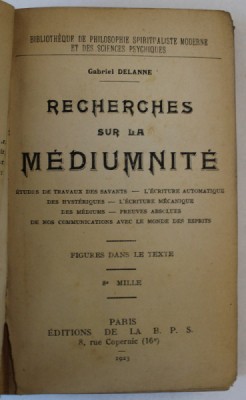 BIBLIOTHÈQUE DE PHILOSOPHIE SPIRITUALISTE MODERNE
ET DES SCIENCES PSYCHIQUES
Gabriel DELANNE
RECHERCHES
SUR LA
MÉDIUMNITÉ
ETUDES DE TRAVAUX DES SAVANTS — L'ÉCRITURE AUTOMATIQUE
DES HYSTÉRIQUES — L'ÉCRITURE MÉCANIQUE
DES MÉDIUMS — PREUVES ABSOLUES
DE NOS COMMUNICATIONS AVEC LE MONDE DES ESPRITS
FIGURES DANS LE TEXTE
MILLE
PARIS
ÉDITIONS DE LA B. P. S.
8, rue Copernic (16e)
1923